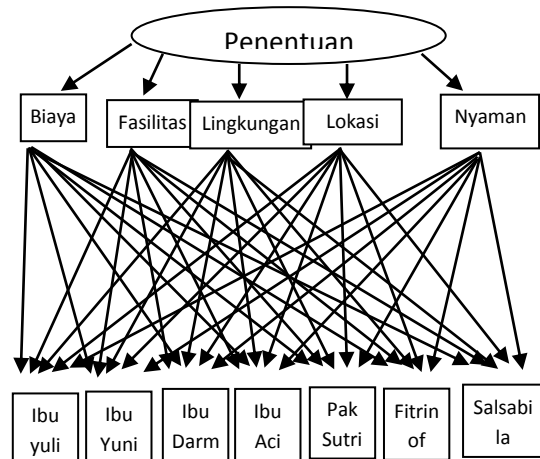 Penentuan
Biaya
Fasilitas
Lingkungan
Lokasi
Nyaman
Ibu
yuli
Ibu
Yuni
Ibu
Darm
Ibu
Aci
Pak
Sutri
Fitrin
of
Salsabi
la